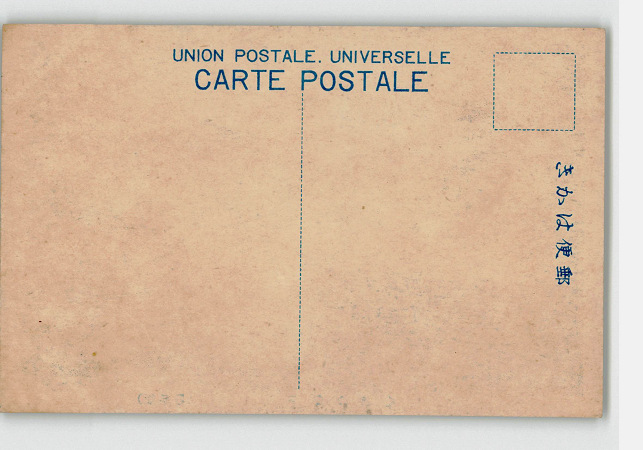 UNION POSTALE. UNIVERSELLE
CARTE POSTALE
きかは便郵